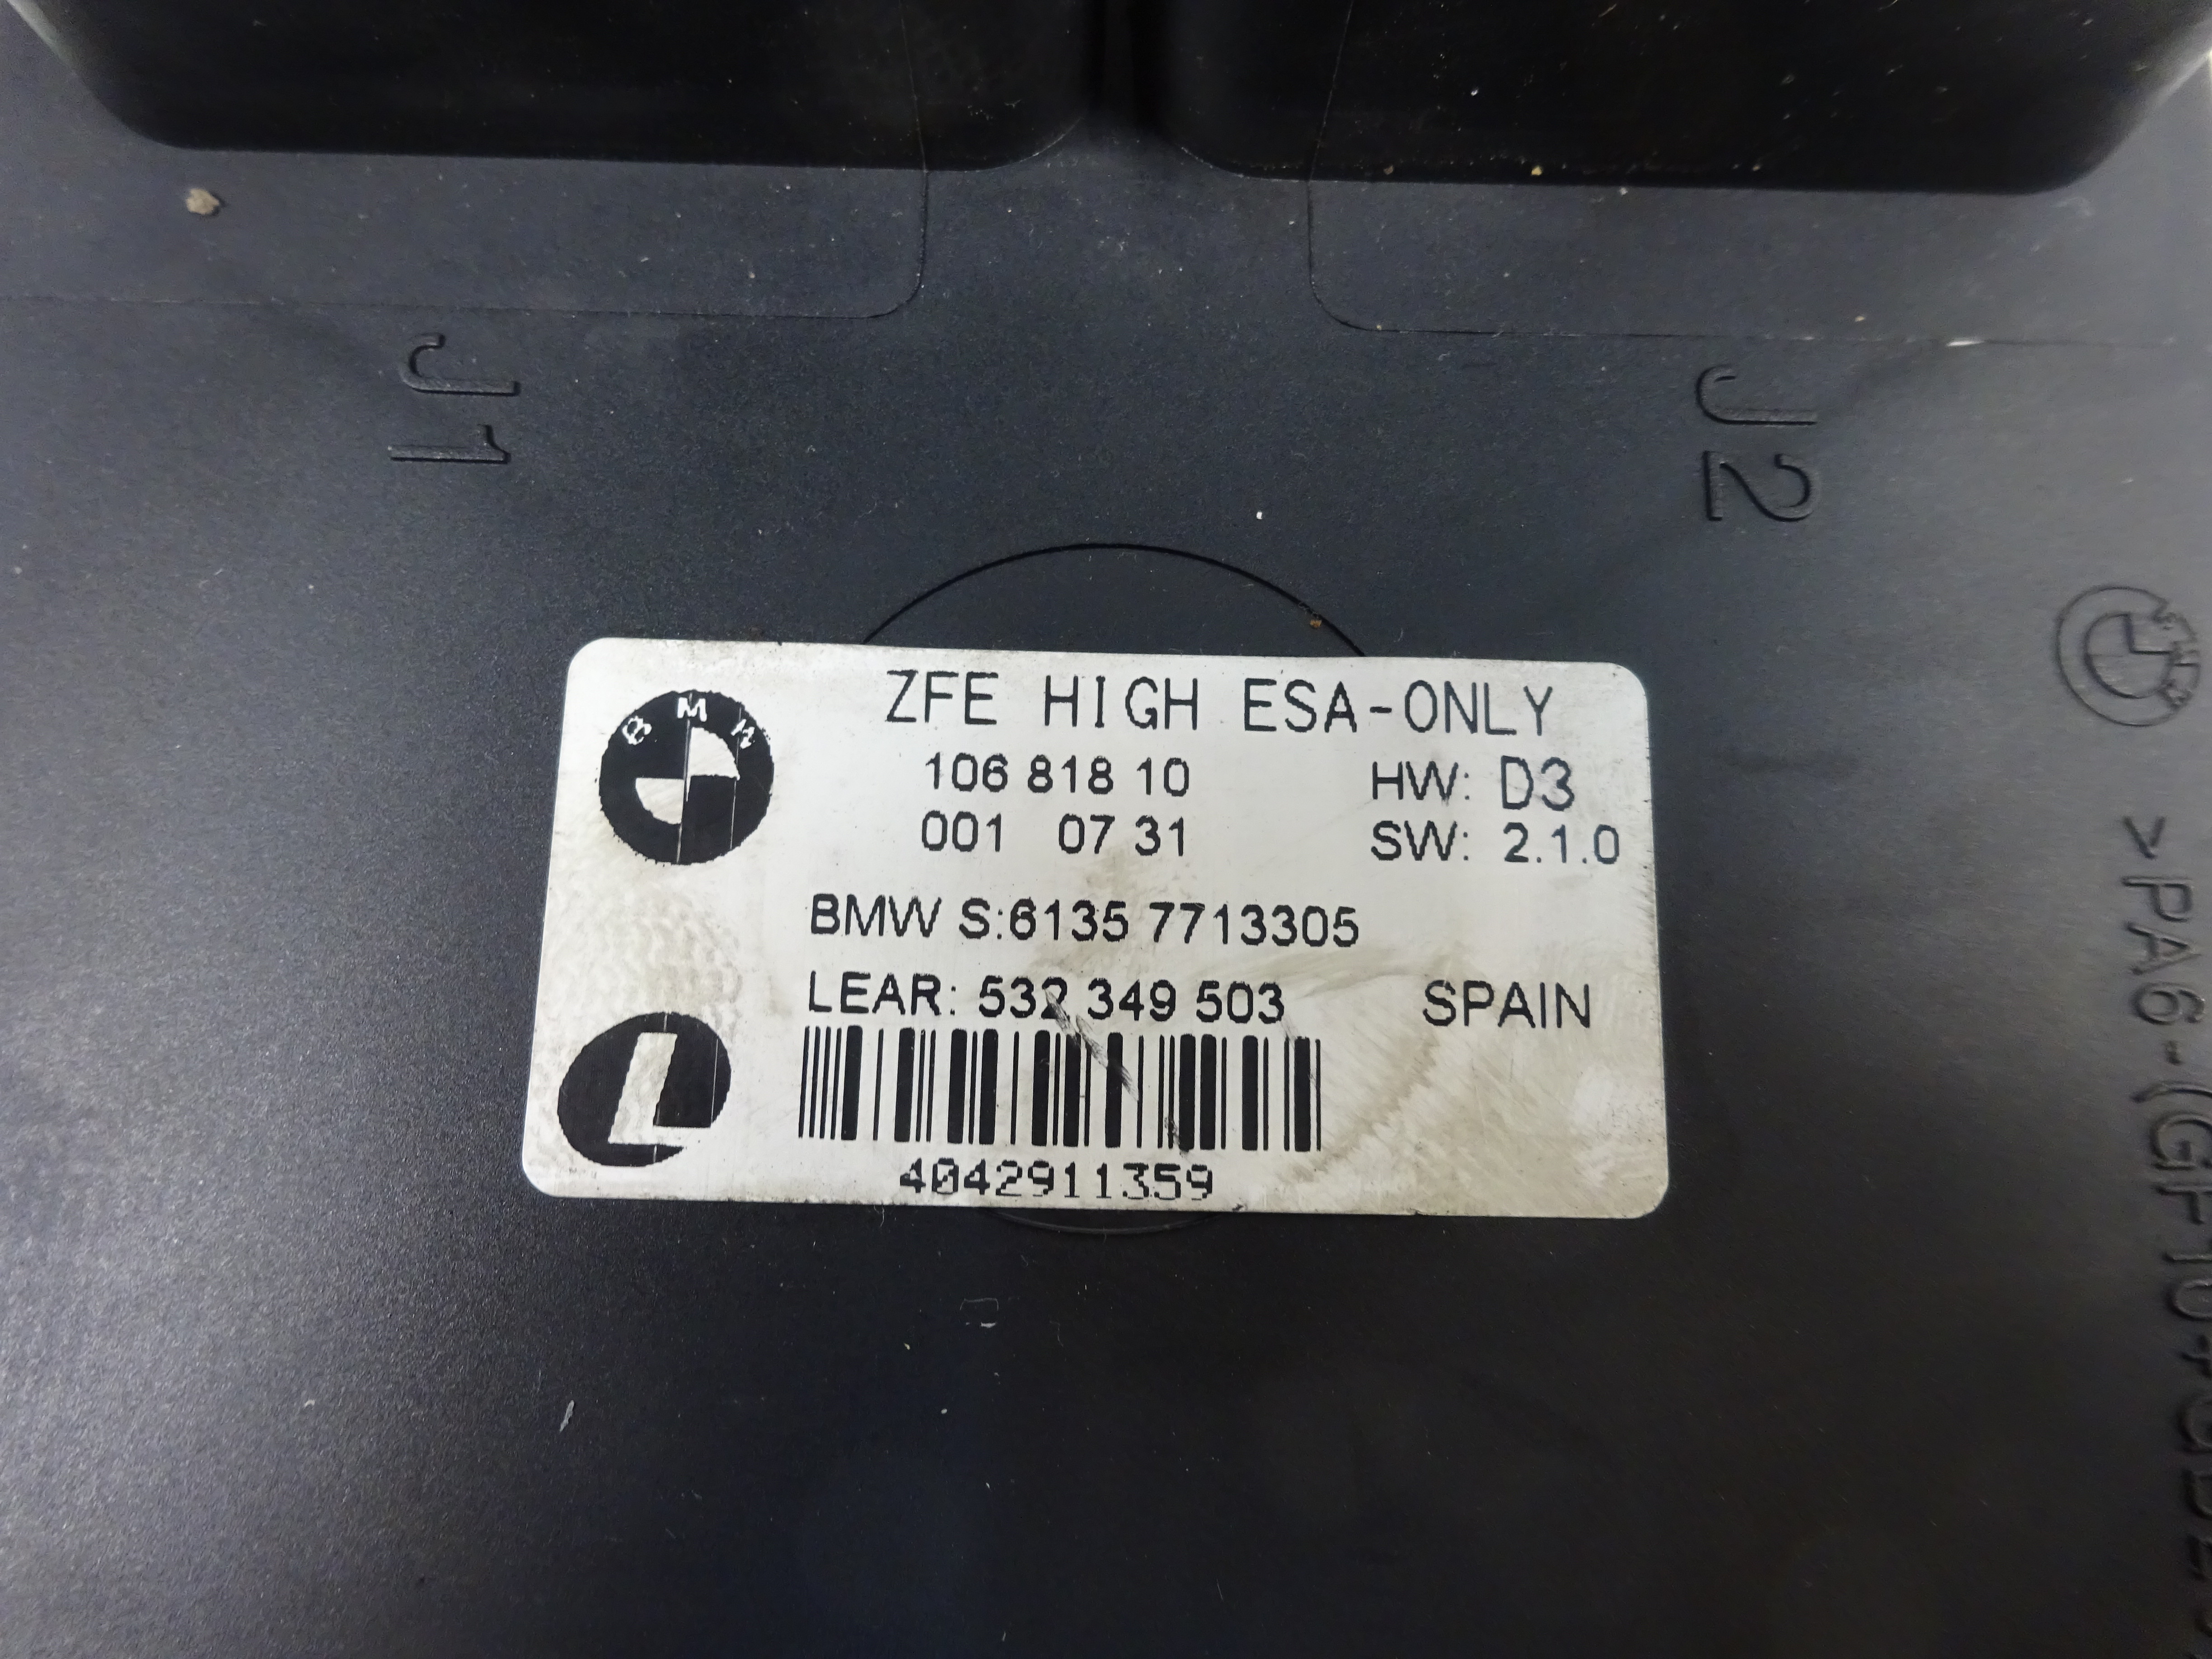 J1
J2
BMW
ZFE HIGH ESA-ONLY
106 818 10 HW: D3
001 07 31 SW: 2.1.0
BMW S:6135 7713305
LEAR: 532 349 503 SPAIN
L
4042911359
>PA6-(GF10+